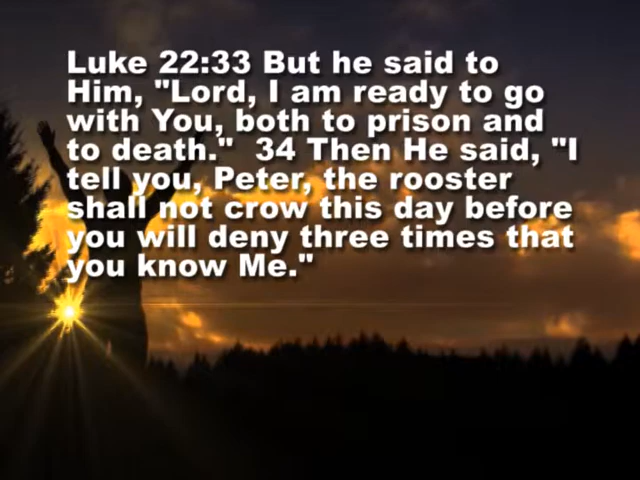 Luke 22:33 But he said to
Him, "Lord, I am ready to go
with You, both to prison and
to death."  34 Then He said, "I
tell you, Peter, the rooster
shall not crow this day before
you will deny three times that
you know Me."